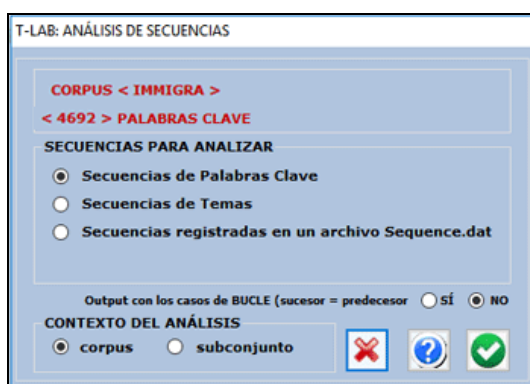 T-LAB: ANÁLISIS DE SECUENCIAS
CORPUS < IMMIGRA >
< 4692 > PALABRAS CLAVE
SECUENCIAS PARA ANALIZAR
Secuencias de Palabras Clave
Secuencias de Temas
Secuencias registradas en un archivo Sequence.dat
Output con los casos de BUCLE (sucesor = predecesor SÍ NO
CONTEXTO DEL ANÁLISIS
corpus subconjunto